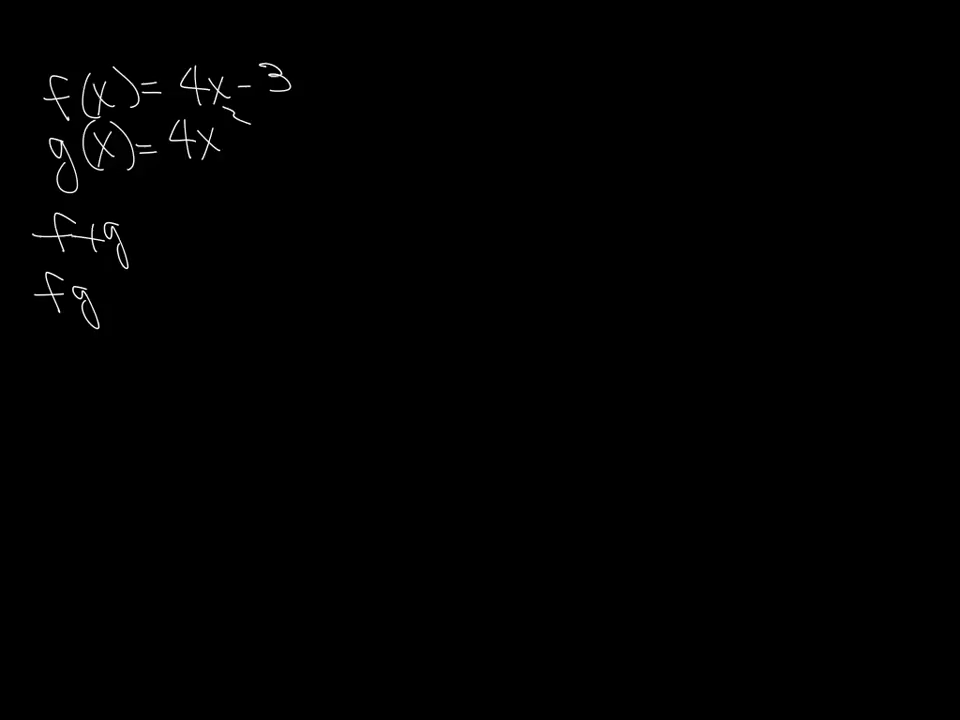 f(x) = 4x - 3
g(x) = 4x²
f+g
fg